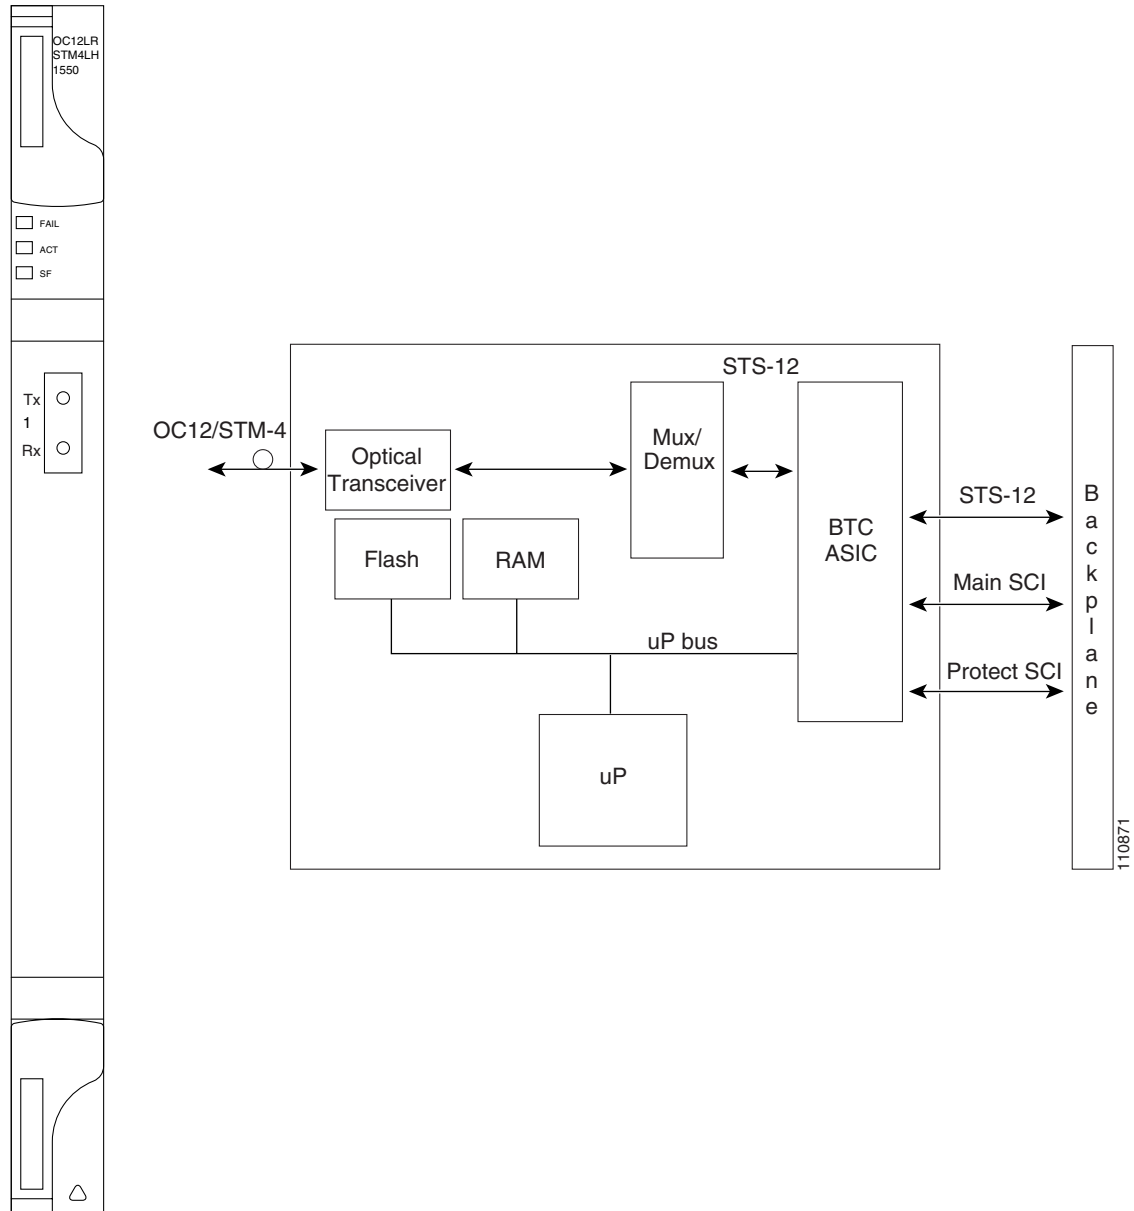 OC12LR
STM4LH
1550
FAIL
ACT
SF
Tx
1
Rx
OC12/STM-4
Optical
Transceiver
Flash
RAM
Mux/
Demux
STS-12
BTC
ASIC
uP bus
uP
STS-12
Main SCI
Protect SCI
Backplane
110871